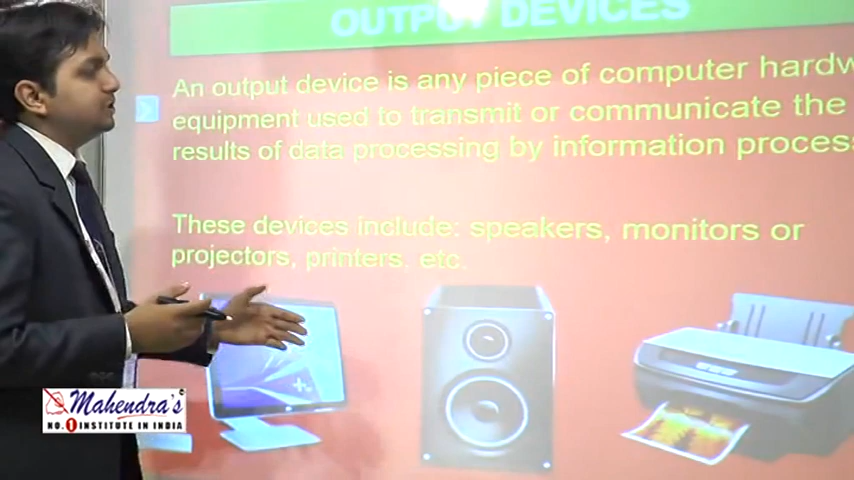 OUTPUT DEVICES
An output device is any piece of computer
equipment used to transmit or communicate the
results of data processing by information
These devices include: speakers, monitors or
projectors, printers. etc.
Mahendra's
NO. 1 INSTITUTE IN INDIA